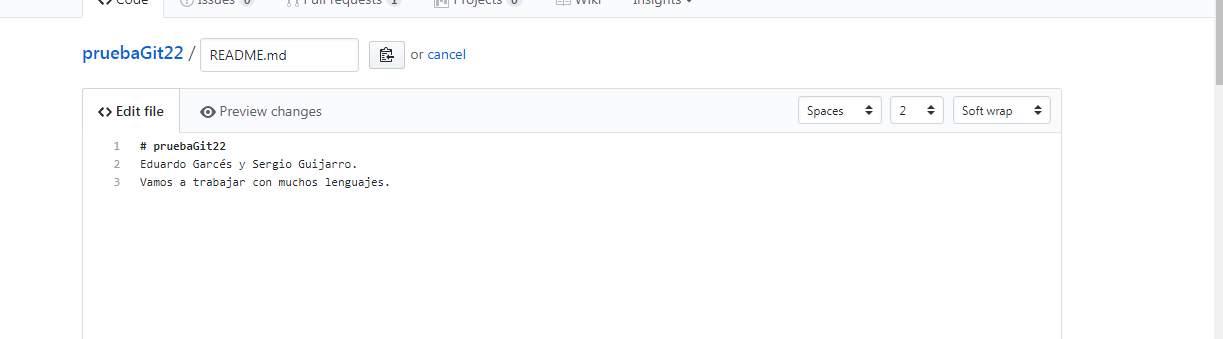 Code Issues 0 Pull requests 1 Projects 0 Wiki Insights
pruebaGit22 / README.md or cancel
Edit file Preview changes Spaces 2 Soft wrap
1 # pruebaGit22
2 Eduardo Garcés y Sergio Guijarro.
3 Vamos a trabajar con muchos lenguajes.